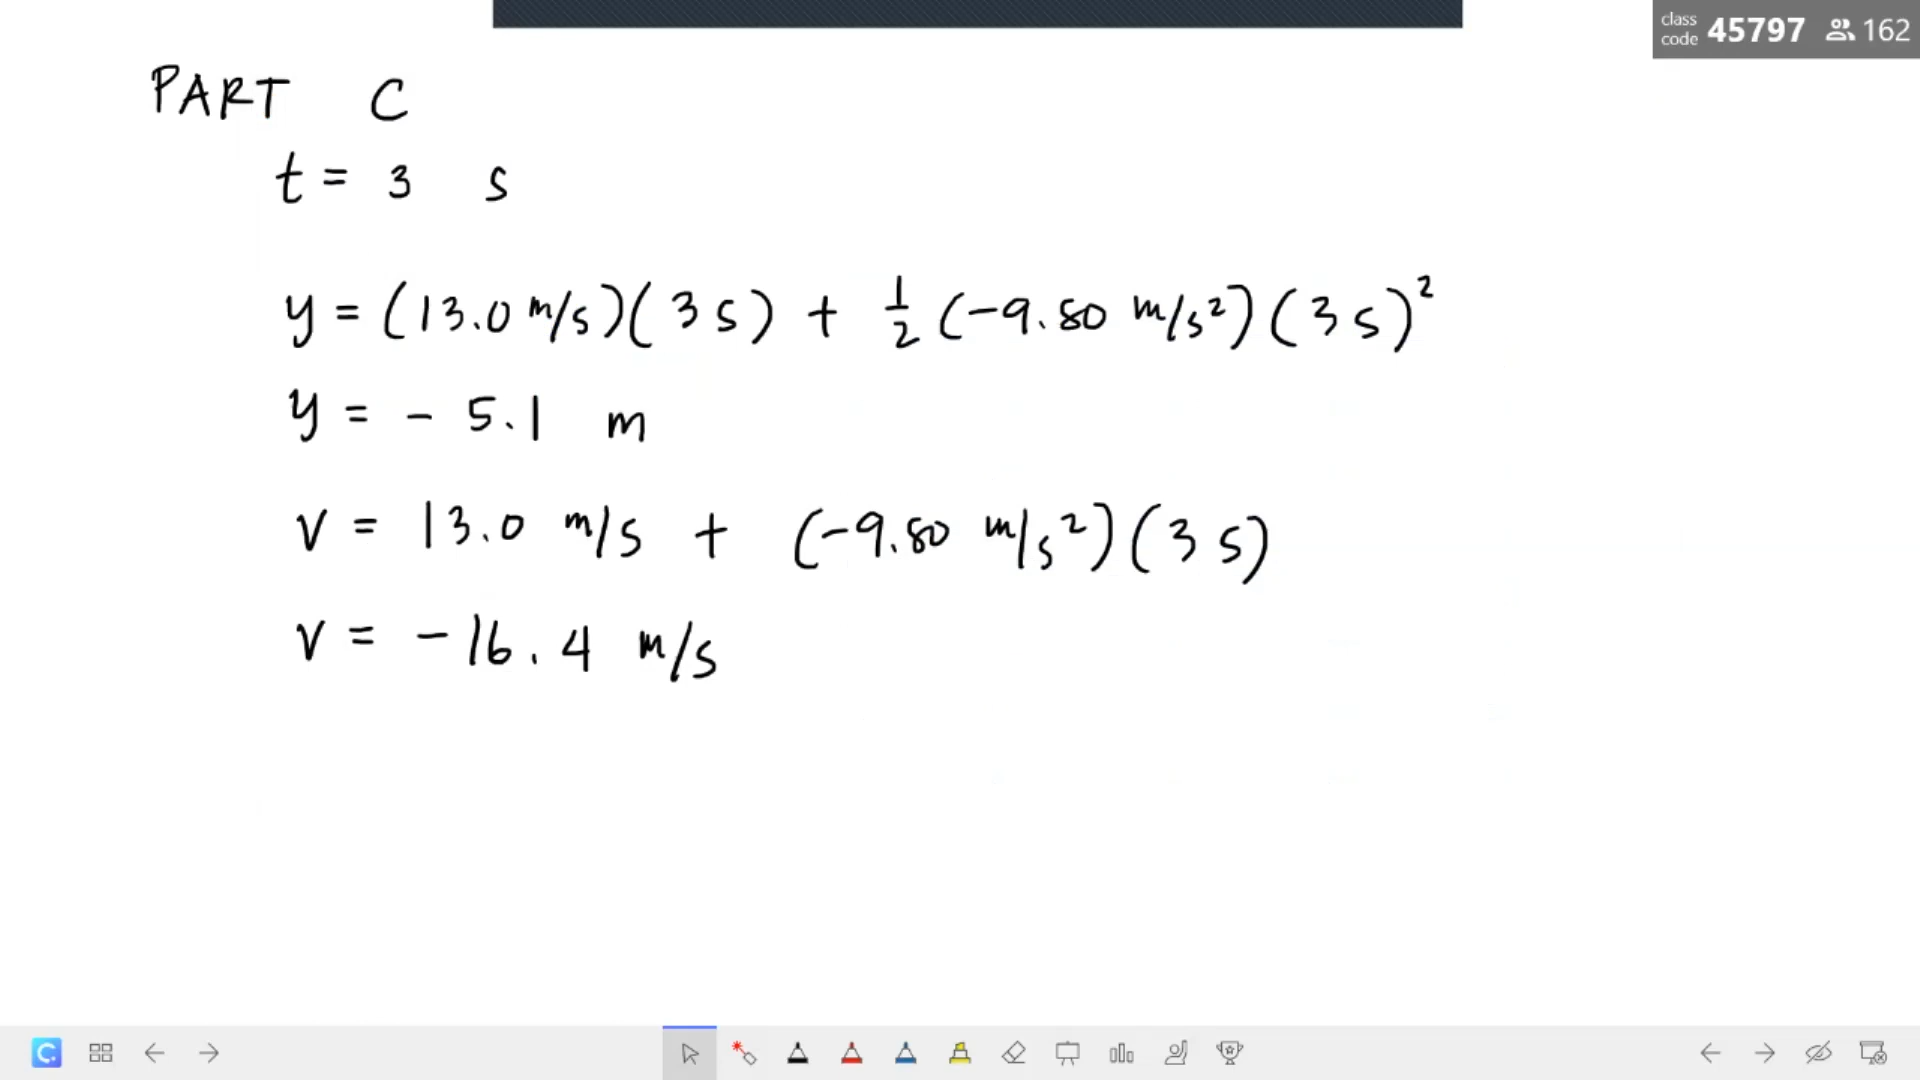 class code 45797 162
PART C
t = 3 s
y = (13.0 m/s)(3 s) + 1/2 (-9.80 m/s²)(3 s)²
y = - 5.1 m
v = 13.0 m/s + (-9.80 m/s²)(3 s)
v = -16.4 m/s